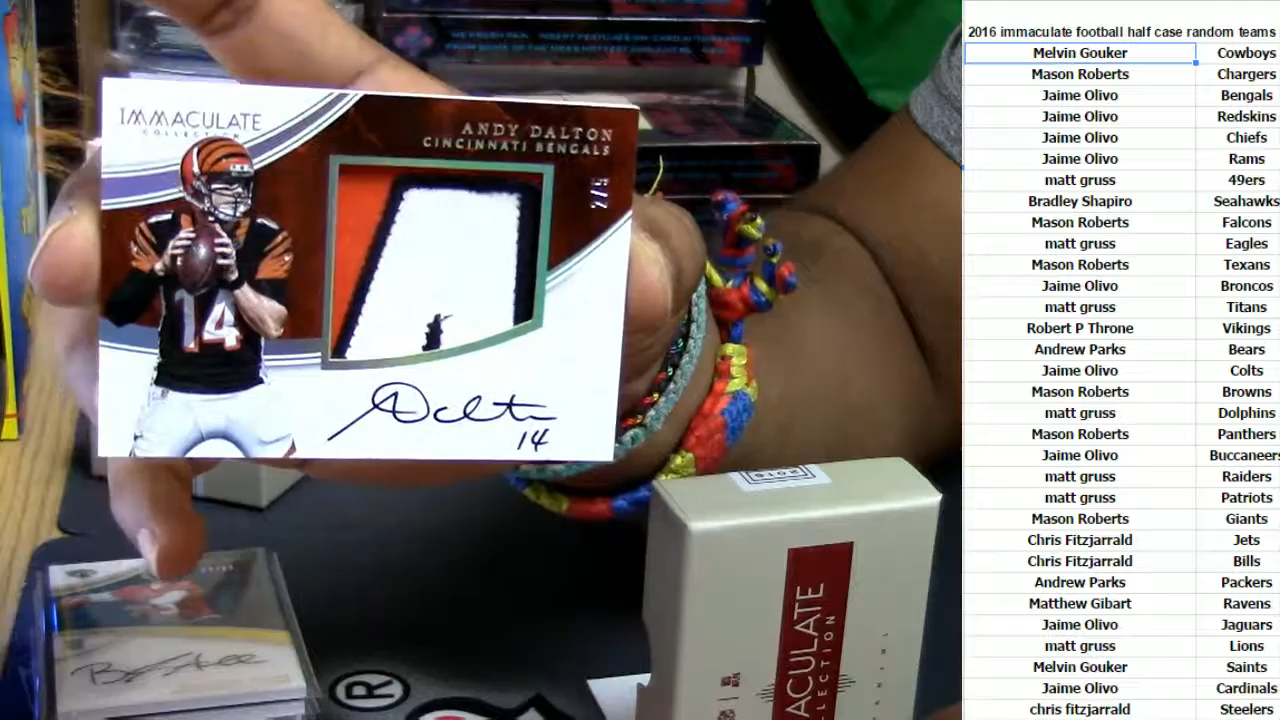 IMMACULATE
COLLECTION
ANDY DALTON
CINCINNATI BENGALS
14
14
2016
ACULATE
LLECTION
PANINI
®
2016 immaculate football half case random teams
Melvin Gouker Cowboys
Mason Roberts Chargers
Jaime Olivo Bengals
Jaime Olivo Redskins
Jaime Olivo Chiefs
Jaime Olivo Rams
matt gruss 49ers
Bradley Shapiro Seahawks
Mason Roberts Falcons
matt gruss Eagles
Mason Roberts Texans
Jaime Olivo Broncos
matt gruss Titans
Robert P Throne Vikings
Andrew Parks Bears
Jaime Olivo Colts
Mason Roberts Browns
matt gruss Dolphins
Mason Roberts Panthers
Jaime Olivo Buccaneers
matt gruss Raiders
matt gruss Patriots
Mason Roberts Giants
Chris Fitzjarrald Jets
Chris Fitzjarrald Bills
Andrew Parks Packers
Matthew Gibart Ravens
Jaime Olivo Jaguars
matt gruss Lions
Melvin Gouker Saints
Jaime Olivo Cardinals
chris fitzjarrald Steelers